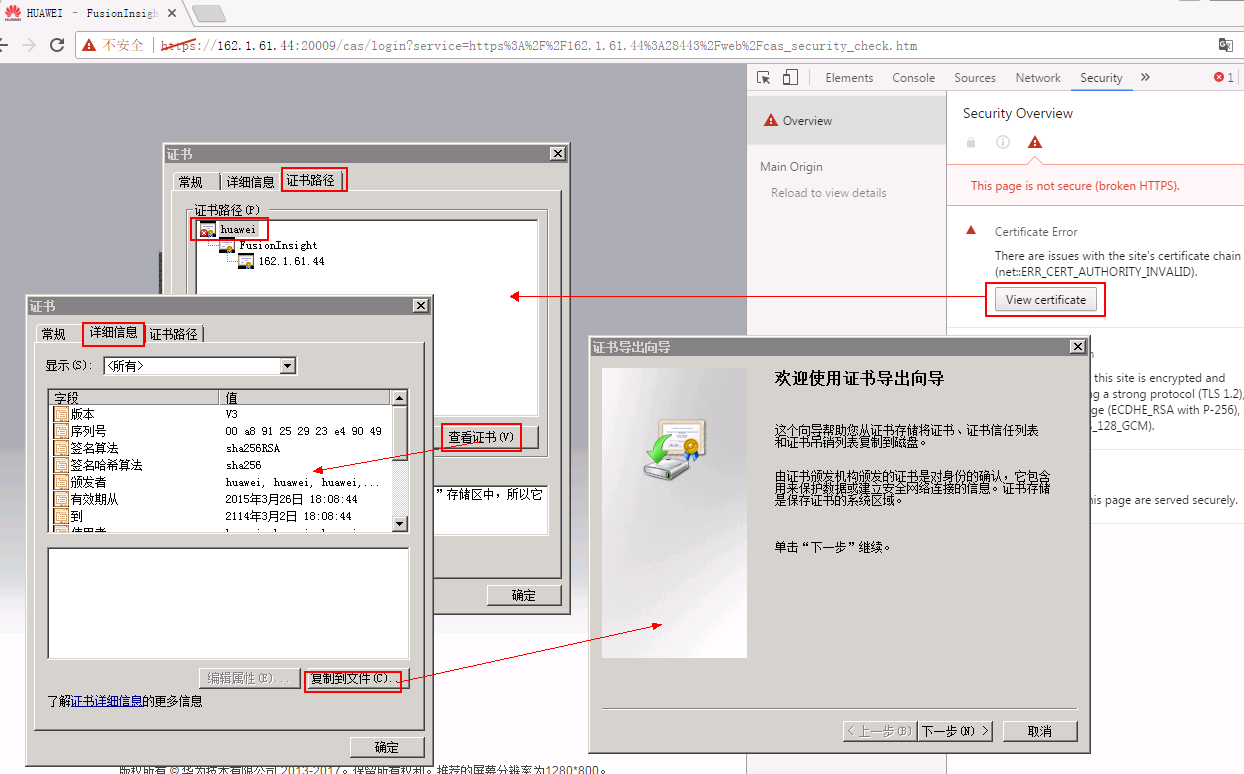 HUAWEI - FusionInsigh
不安全 https://162.1.61.44:20009/cas/login?service=https%3A%2F%2F162.1.61.44%3A28443%2Fweb%2Fcas_security_check.htm
Elements Console Sources Network Security » 1
Overview
Main Origin
Reload to view details
Security Overview
This page is not secure (broken HTTPS).
Certificate Error
There are issues with the site's certificate chain
(net::ERR_CERT_AUTHORITY_INVALID).
View certificate
this site is encrypted and
g a strong protocol (TLS 1.2),
ge (ECDHE_RSA with P-256),
_128_GCM).
his page are served securely.
证书
常规 详细信息 证书路径
证书路径(P)
huawei
FusionInsight
162.1.61.44
查看证书(V)
”存储区中，所以它
确定
证书
常规 详细信息 证书路径
显示(S): <所有>
字段 值
版本 V3
序列号 00 a8 91 25 29 23 e4 90 49
签名算法 sha256RSA
签名哈希算法 sha256
颁发者 huawei, huawei, huawei,...
有效期从 2015年3月26日 18:08:44
到 2114年3月2日 18:08:44
使用者
编辑属性(E)... 复制到文件(C)...
了解证书详细信息的更多信息
确定
证书导出向导
欢迎使用证书导出向导
这个向导帮助您从证书存储将证书、证书信任列表
和证书吊销列表复制到磁盘。
由证书颁发机构颁发的证书是对身份的确认，它包含
用来保护数据或建立安全网络连接的信息。证书存储
是保存证书的系统区域。
单击“下一步”继续。
< 上一步(B) 下一步(N) > 取消
版权所有 © 华为技术有限公司 2013-2017。保留所有权利。推荐的屏幕分辨率为1280*800。